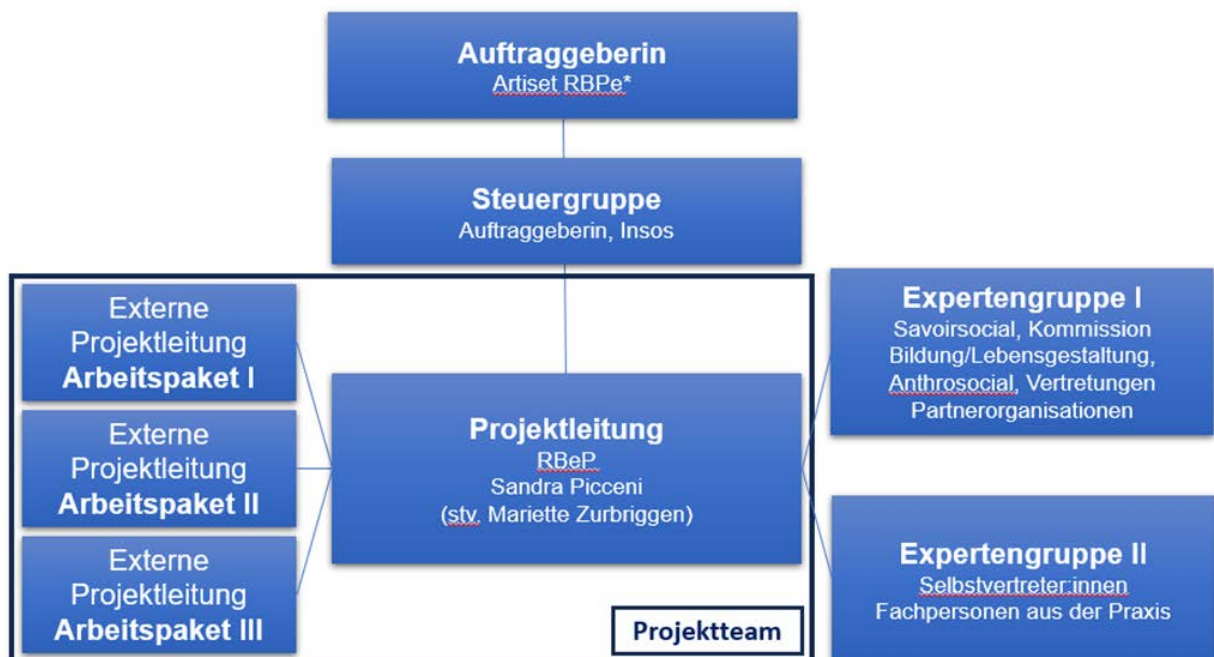 Auftraggeberin
Artiset RBPe*
Steuergruppe
Auftraggeberin, Insos
Externe
Projektleitung
Arbeitspaket I
Externe
Projektleitung
Arbeitspaket II
Externe
Projektleitung
Arbeitspaket III
Projektleitung
RBeP
Sandra Picceni
(stv. Mariette Zurbriggen)
Projektteam
Expertengruppe I
Savoirsocial, Kommission
Bildung/Lebensgestaltung,
Anthrosocial, Vertretungen
Partnerorganisationen
Expertengruppe II
Selbstvertreter:innen
Fachpersonen aus der Praxis